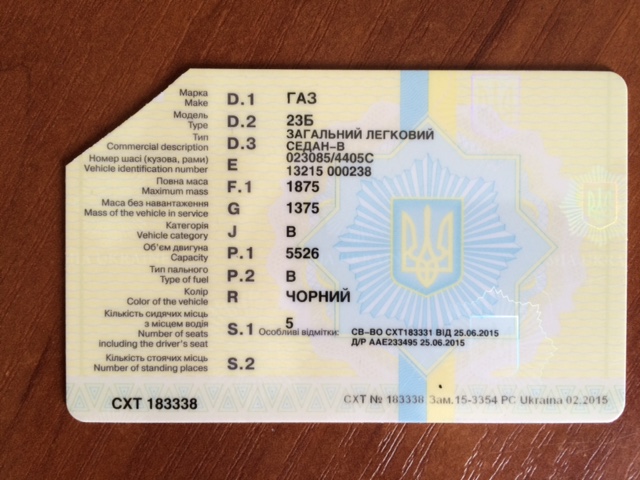 Марка
Make D.1 ГАЗ
Модель
Type D.2 23Б
Тип
Commercial description D.3 ЗАГАЛЬНИЙ ЛЕГКОВИЙ
СЕДАН-В
Номер шасі (кузова, рами)
Vehicle identification number E 023085/4405С
13215 000238
Повна маса
Maximum mass F.1 1875
Маса без навантаження
Mass of the vehicle in service G 1375
Категорія
Vehicle category J B
Об'єм двигуна
Capacity P.1 5526
Тип пального
Type of fuel P.2 B
Колір
Color of the vehicle R ЧОРНИЙ
Кількість сидячих місць
з місцем водія
Number of seats
including the driver's seat S.1 5
Особливі відмітки: СВ-ВО СХТ183331 ВІД 25.06.2015
Д/Р ААЕ233495 25.06.2015
Кількість стоячих місць
Number of standing places S.2
СХТ 183338
СХТ № 183338 Зам.15-3354 PC Ukraina 02.2015